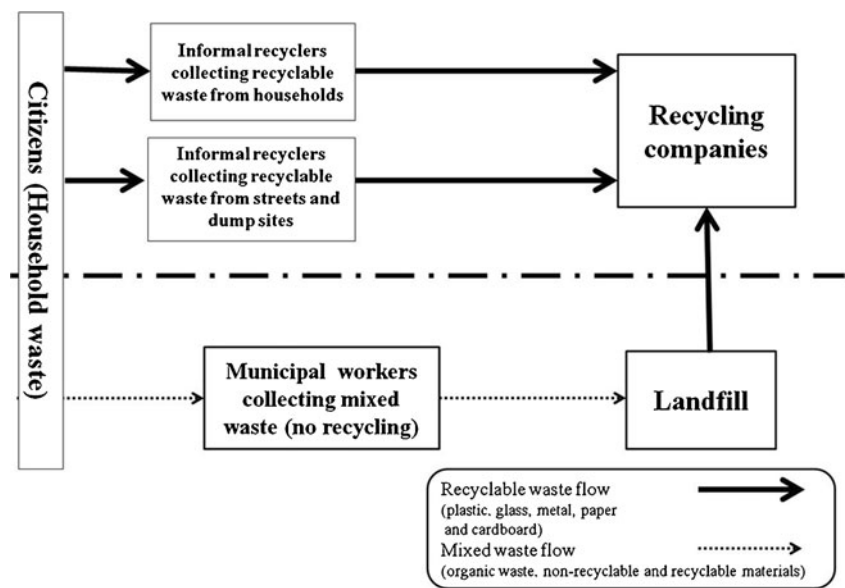 Citizens (Household waste)
Informal recyclers
collecting recyclable
waste from households
Informal recyclers
collecting recyclable
waste from streets and
dump sites
Recycling
companies
Municipal workers
collecting mixed
waste (no recycling)
Landfill
Recyclable waste flow
(plastic, glass, metal, paper
and cardboard)
Mixed waste flow
(organic waste, non-recyclable and recyclable materials)